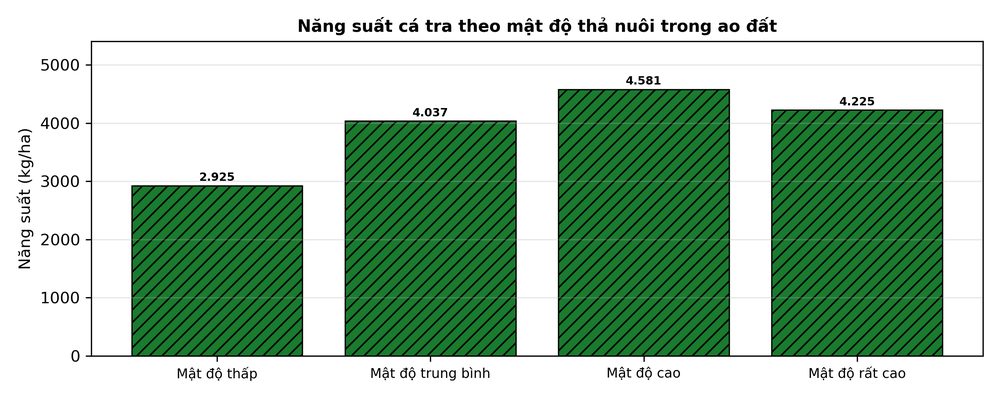 Năng suất cá tra theo mật độ thả nuôi trong ao đất
Năng suất (kg/ha)
5000
4000
3000
2000
1000
0
2.925
4.037
4.581
4.225
Mật độ thấp
Mật độ trung bình
Mật độ cao
Mật độ rất cao